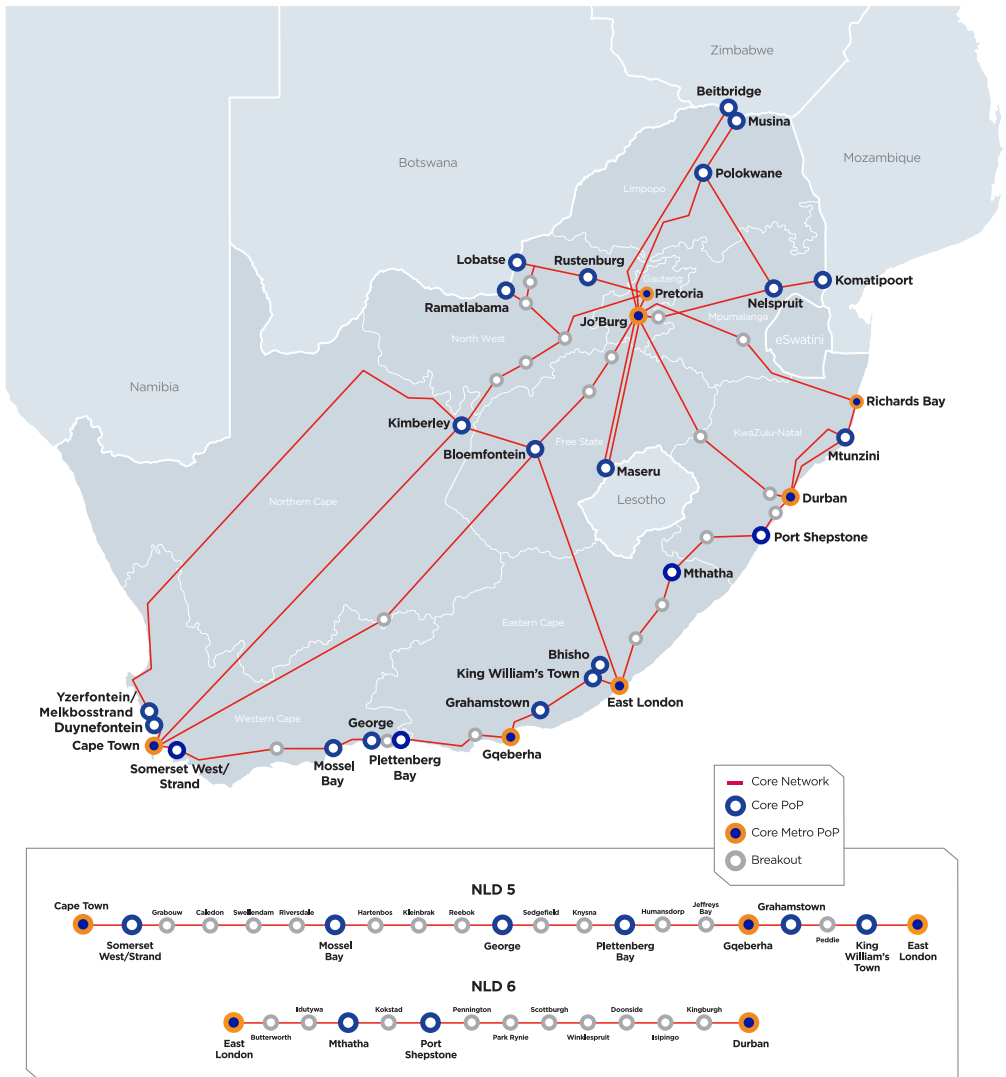 Zimbabwe
Beitbridge
Musina
Botswana
Mozambique
Polokwane
Limpopo
Lobatse
Rustenburg
Gauteng
Komatipoort
Pretoria
Ramatlabama
Nelspruit
Jo'Burg
Mpumalanga
North West
eSwatini
Namibia
Richards Bay
Kimberley
KwaZulu-Natal
Free State
Bloemfontein
Mtunzini
Maseru
Lesotho
Durban
Northern Cape
Port Shepstone
Mthatha
Eastern Cape
Bhisho
King William's Town
Yzerfontein/
Melkbosstrand
Duynefontein
Cape Town
Grahamstown
East London
Western Cape
George
Somerset West/
Strand
Mossel
Bay
Plettenberg
Bay
Gqeberha
Core Network
Core PoP
Core Metro PoP
Breakout
NLD 5
Cape Town
Somerset
West/Strand
Grabouw
Caledon
Swellendam
Riversdale
Mossel
Bay
Hartenbos
Kleinbrak
Reebok
George
Sedgefield
Knysna
Plettenberg
Bay
Humansdorp
Jeffreys
Bay
Gqeberha
Grahamstown
Peddie
King
William's
Town
East
London
NLD 6
East
London
Butterworth
Idutywa
Mthatha
Kokstad
Port
Shepstone
Pennington
Park Rynie
Scottburgh
Winklespruit
Doonside
Isipingo
Kingburgh
Durban